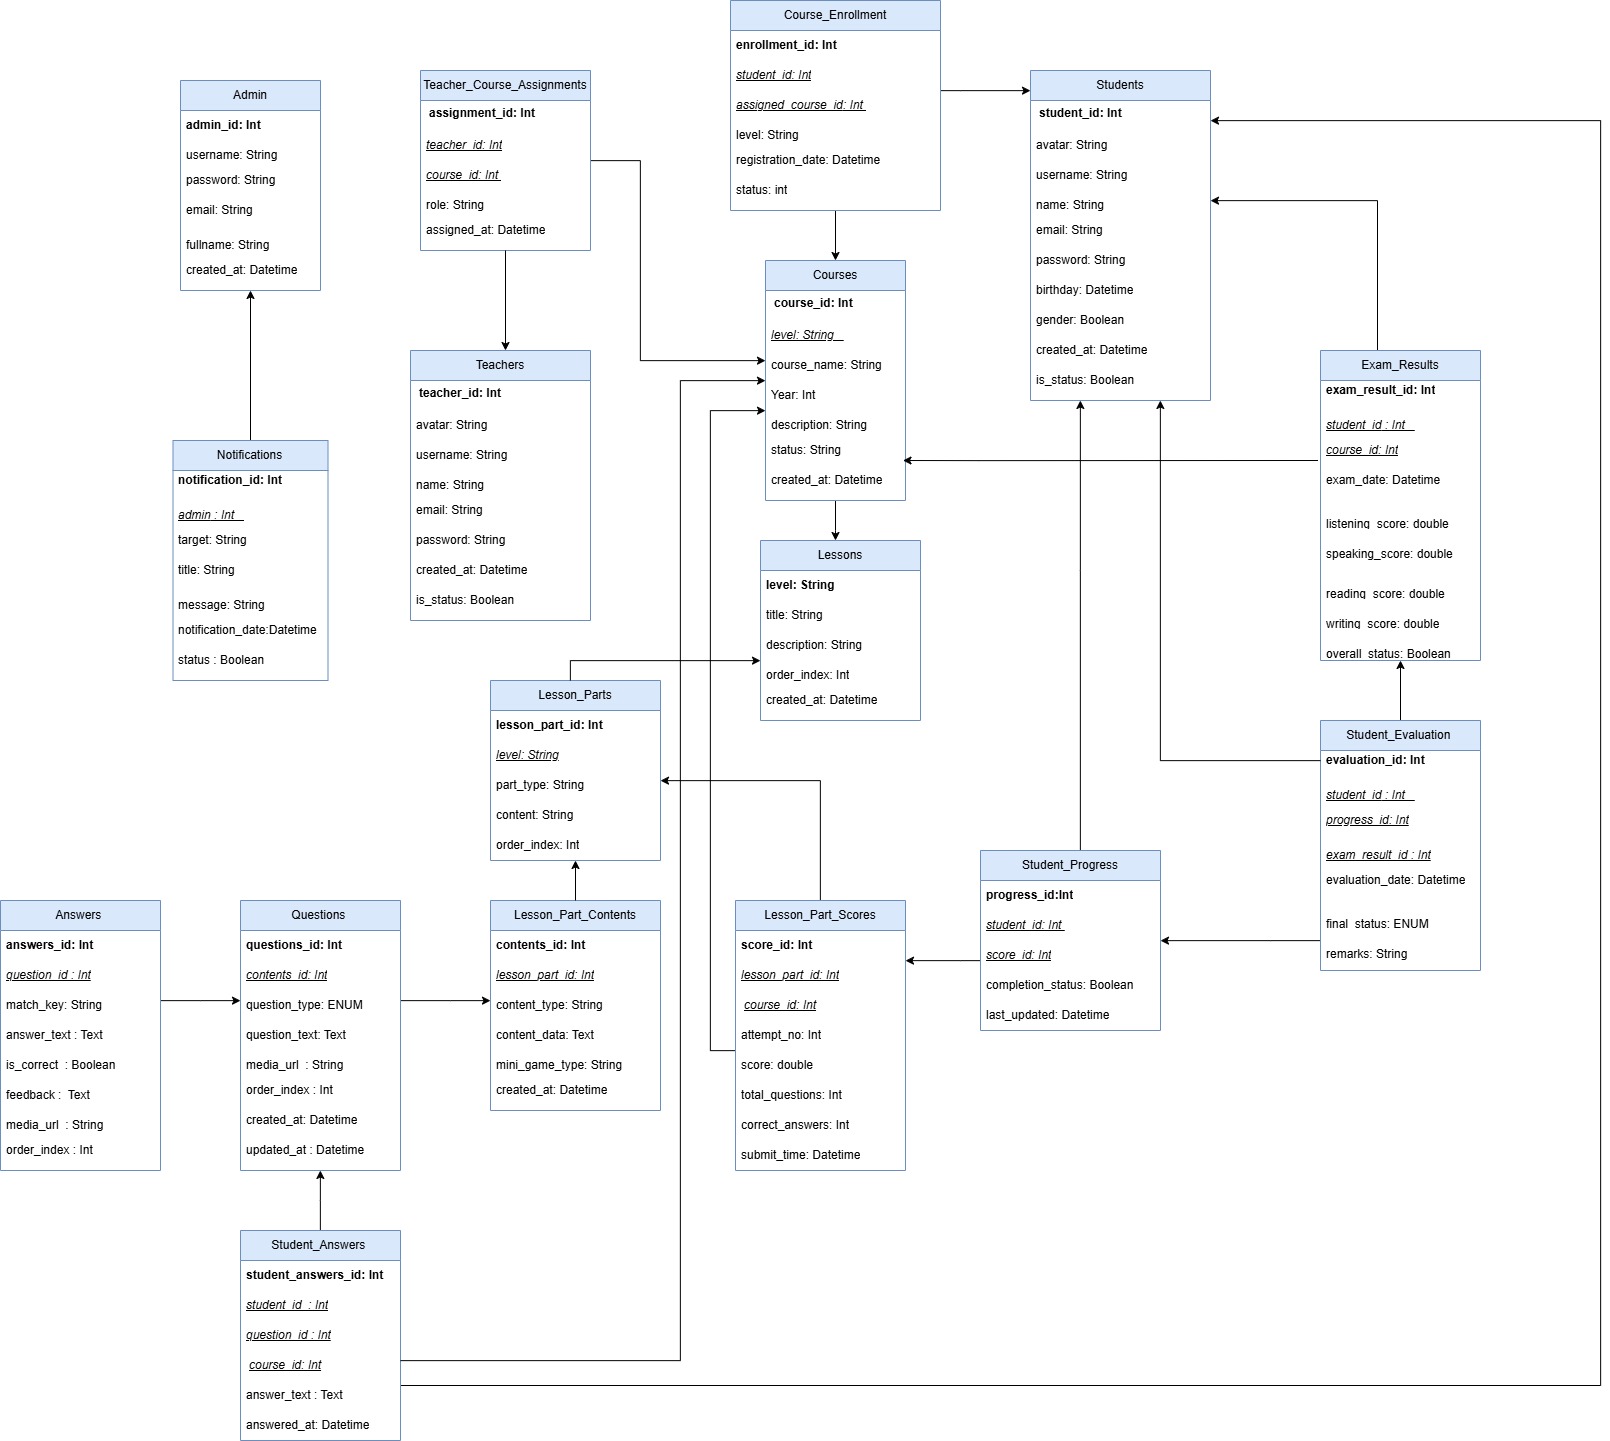 Course_Enrollment
enrollment_id: Int
student_id: Int
assigned_course_id: Int
level: String
registration_date: Datetime
status: int
Admin
admin_id: Int
username: String
password: String
email: String
fullname: String
created_at: Datetime
Teacher_Course_Assignments
assignment_id: Int
teacher_id: Int
course_id: Int
role: String
assigned_at: Datetime
Students
student_id: Int
avatar: String
username: String
name: String
email: String
password: String
birthday: Datetime
gender: Boolean
created_at: Datetime
is_status: Boolean
Courses
course_id: Int
level: String
course_name: String
Year: Int
description: String
status: String
created_at: Datetime
Teachers
teacher_id: Int
avatar: String
username: String
name: String
email: String
password: String
created_at: Datetime
is_status: Boolean
Exam_Results
exam_result_id: Int
student_id : Int
course_id: Int
exam_date: Datetime
listening_score: double
speaking_score: double
reading_score: double
writing_score: double
overall_status: Boolean
Notifications
notification_id: Int
admin : Int
target: String
title: String
message: String
notification_date:Datetime
status : Boolean
Lessons
level: String
title: String
description: String
order_index: Int
created_at: Datetime
Lesson_Parts
lesson_part_id: Int
level: String
part_type: String
content: String
order_index: Int
Student_Evaluation
evaluation_id: Int
student_id : Int
progress_id: Int
exam_result_id : Int
evaluation_date: Datetime
final_status: ENUM
remarks: String
Student_Progress
progress_id:Int
student_id: Int
score_id: Int
completion_status: Boolean
last_updated: Datetime
Answers
answers_id: Int
question_id : Int
match_key: String
answer_text : Text
is_correct : Boolean
feedback : Text
media_url : String
order_index : Int
Questions
questions_id: Int
contents_id: Int
question_type: ENUM
question_text: Text
media_url : String
order_index : Int
created_at: Datetime
updated_at : Datetime
Lesson_Part_Contents
contents_id: Int
lesson_part_id: Int
content_type: String
content_data: Text
mini_game_type: String
created_at: Datetime
Lesson_Part_Scores
score_id: Int
lesson_part_id: Int
course_id: Int
attempt_no: Int
score: double
total_questions: Int
correct_answers: Int
submit_time: Datetime
Student_Answers
student_answers_id: Int
student_id : Int
question_id : Int
course_id: Int
answer_text : Text
answered_at: Datetime